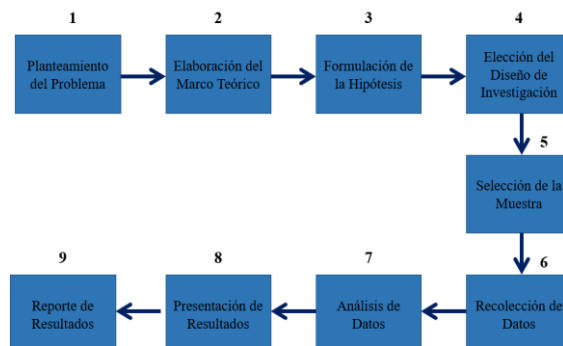 1
Planteamiento
del Problema
2
Elaboración del
Marco Teórico
3
Formulación de
la Hipótesis
4
Elección del
Diseño de
Investigación
5
Selección de la
Muestra
6
Recolección de
Datos
7
Análisis de
Datos
8
Presentación de
Resultados
9
Reporte de
Resultados